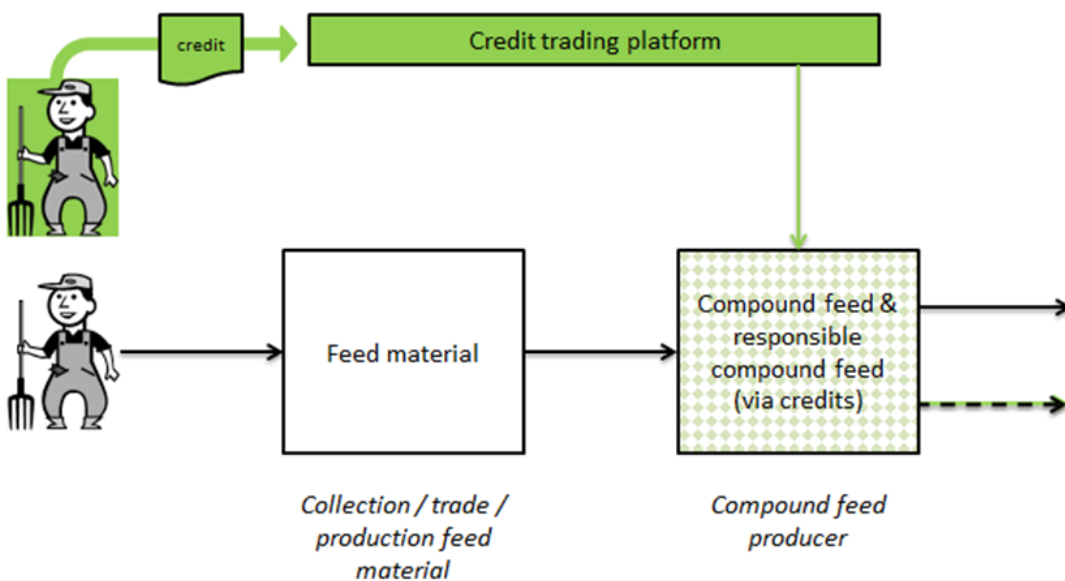 credit
Credit trading platform
Feed material
Compound feed &
responsible
compound feed
(via credits)
Collection / trade /
production feed
material
Compound feed
producer